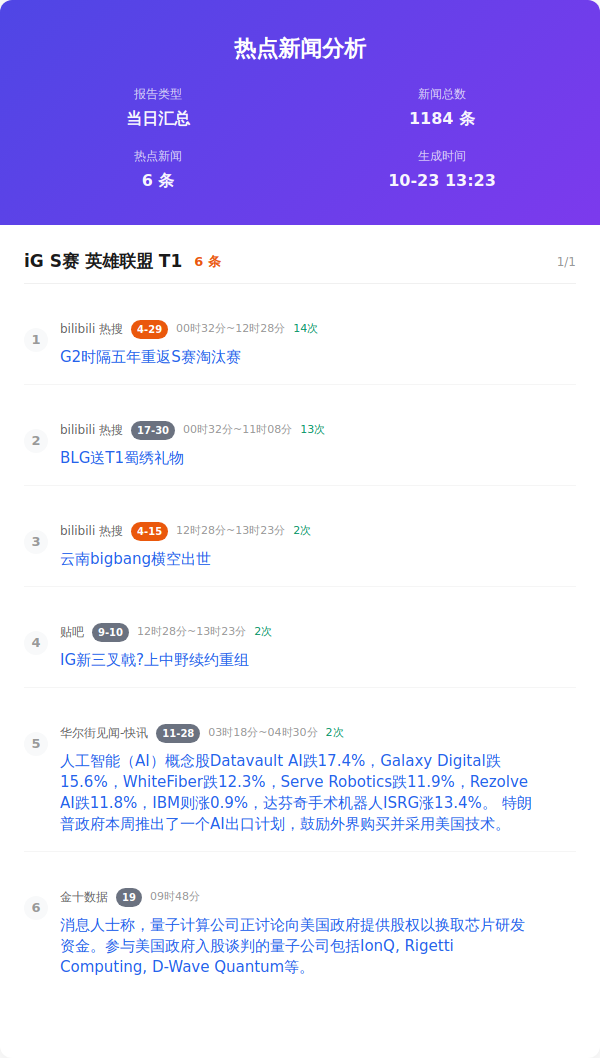 热点新闻分析
报告类型
新闻总数
当日汇总
1184 条
热点新闻
生成时间
6 条
10-23 13:23
iG S赛 英雄联盟 T1 6 条 1/1
1
bilibili 热搜 4-29 00时32分~12时28分 14次
G2时隔五年重返S赛淘汰赛
2
bilibili 热搜 17-30 00时32分~11时08分 13次
BLG送T1蜀绣礼物
3
bilibili 热搜 4-15 12时28分~13时23分 2次
云南bigbang横空出世
4
贴吧 9-10 12时28分~13时23分 2次
IG新三叉戟?上中野续约重组
5
华尔街见闻-快讯 11-28 03时18分~04时30分 2次
人工智能（AI）概念股Datavault AI跌17.4%，Galaxy Digital跌
15.6%，WhiteFiber跌12.3%，Serve Robotics跌11.9%，Rezolve
AI跌11.8%，IBM则涨0.9%，达芬奇手术机器人ISRG涨13.4%。 特朗
普政府本周推出了一个AI出口计划，鼓励外界购买并采用美国技术。
6
金十数据 19 09时48分
消息人士称，量子计算公司正讨论向美国政府提供股权以换取芯片研发
资金。参与美国政府入股谈判的量子公司包括IonQ, Rigetti
Computing, D-Wave Quantum等。